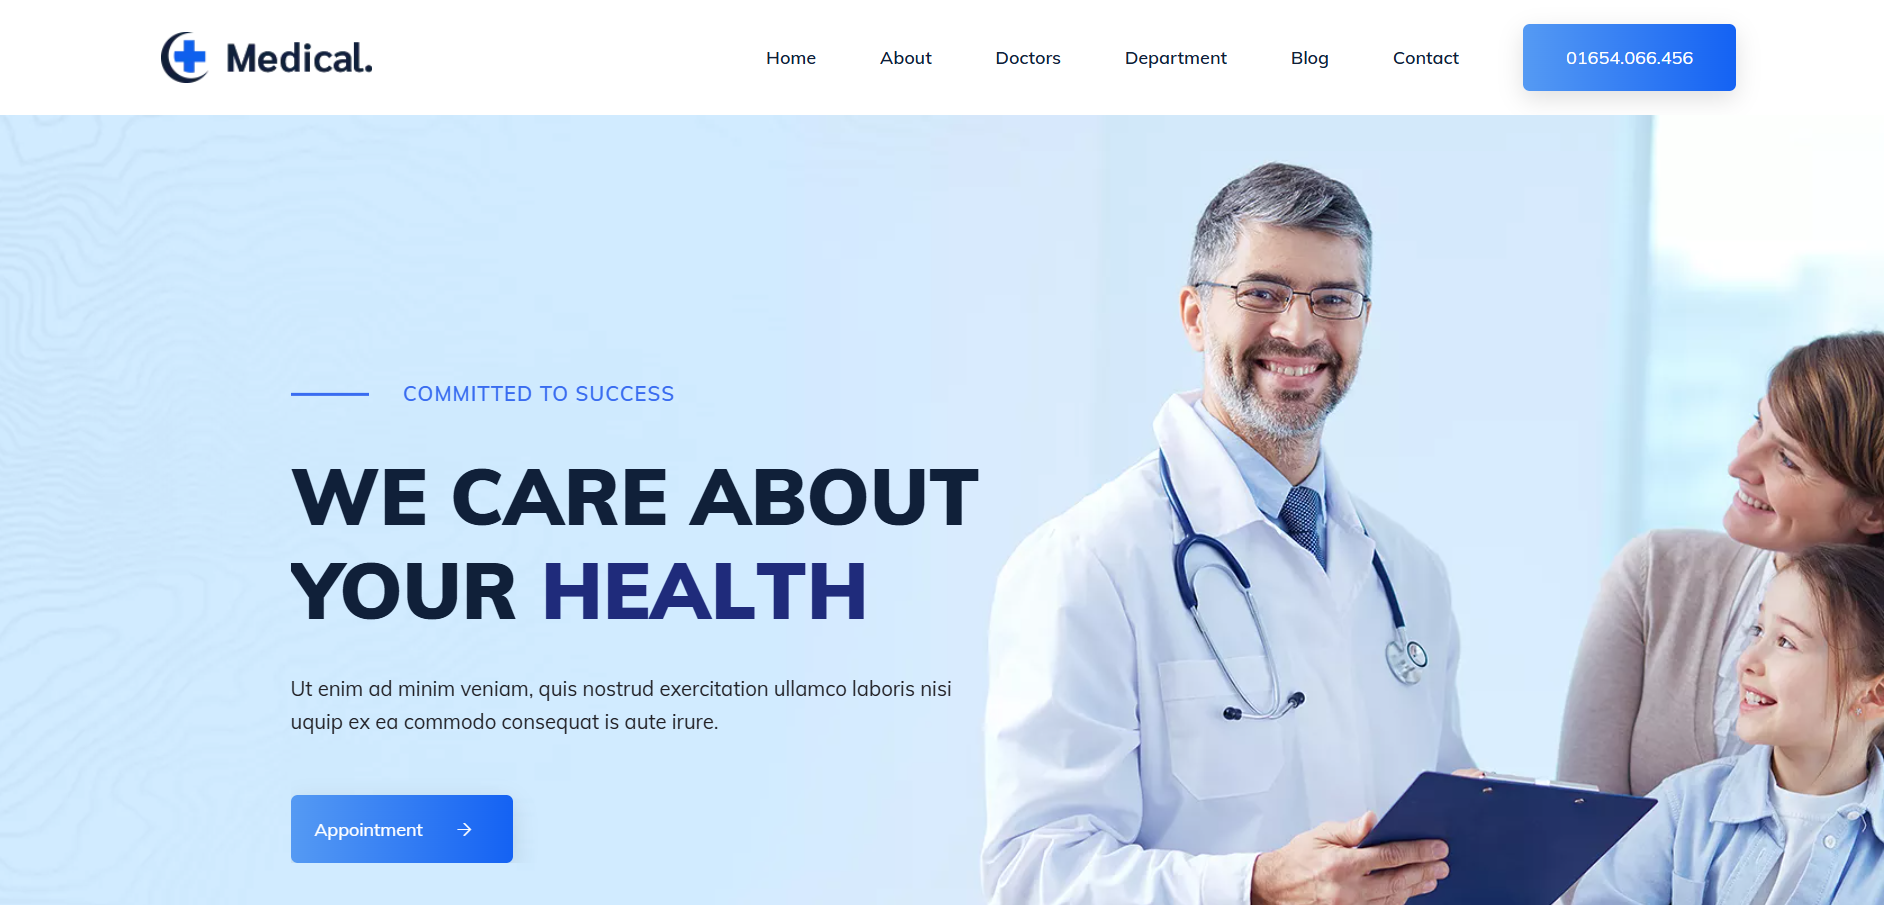 Medical.
Home About Doctors Department Blog Contact 01654.066.456
COMMITTED TO SUCCESS
WE CARE ABOUT
YOUR HEALTH
Ut enim ad minim veniam, quis nostrud exercitation ullamco laboris nisi
uquip ex ea commodo consequat is aute irure.
Appointment